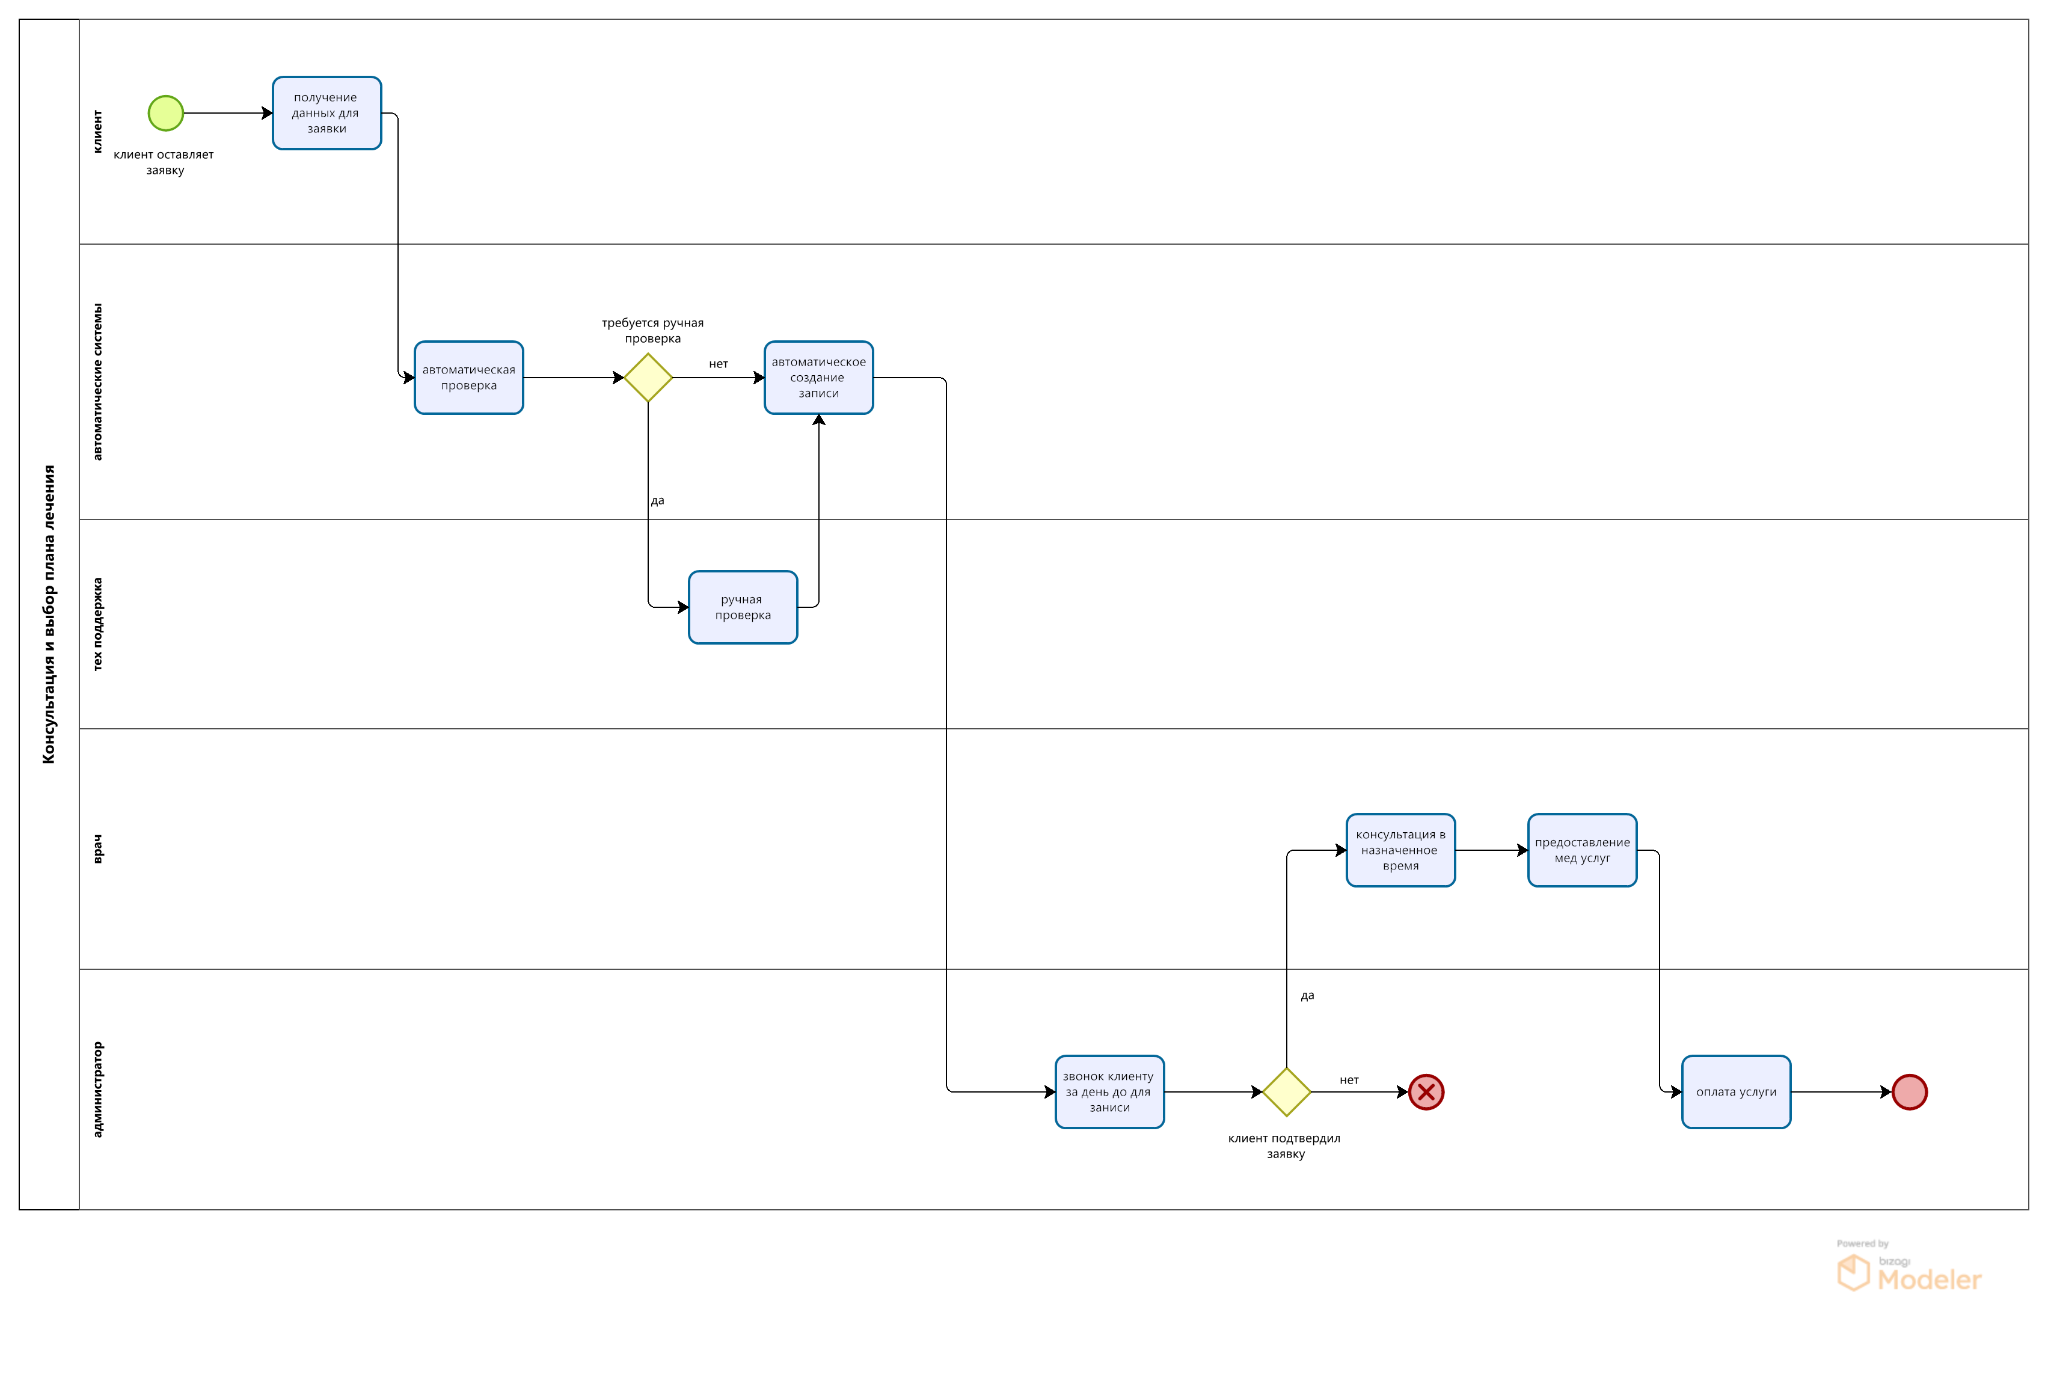 Консультация и выбор плана лечения
клиент
клиент оставляет
заявку
получение
данных для
заявки
автоматические системы
автоматическая
проверка
требуется ручная
проверка
нет
да
автоматическое
создание
записи
тех поддержка
ручная
проверка
врач
консультация в
назначенное
время
предоставление
мед услуг
администратор
звонок клиенту
за день до для
заниси
клиент подтвердил
заявку
да
нет
оплата услуги
Powered by
bizagi
Modeler